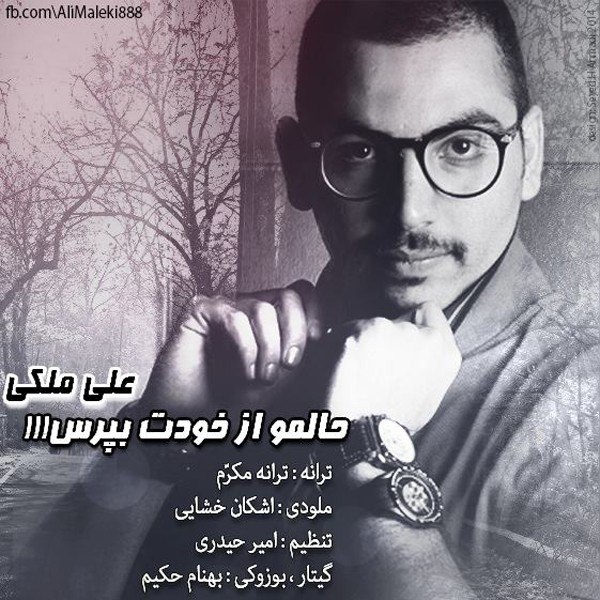 fb.com\AliMaleki888
علی ملکی
حالمو از خودت بپرس!!!
ترانه : ترانه مکرّم
ملودی : اشکان خشایی
تنظیم : امیر حیدری
گیتار ، بوزوکی : بهنام حکیم